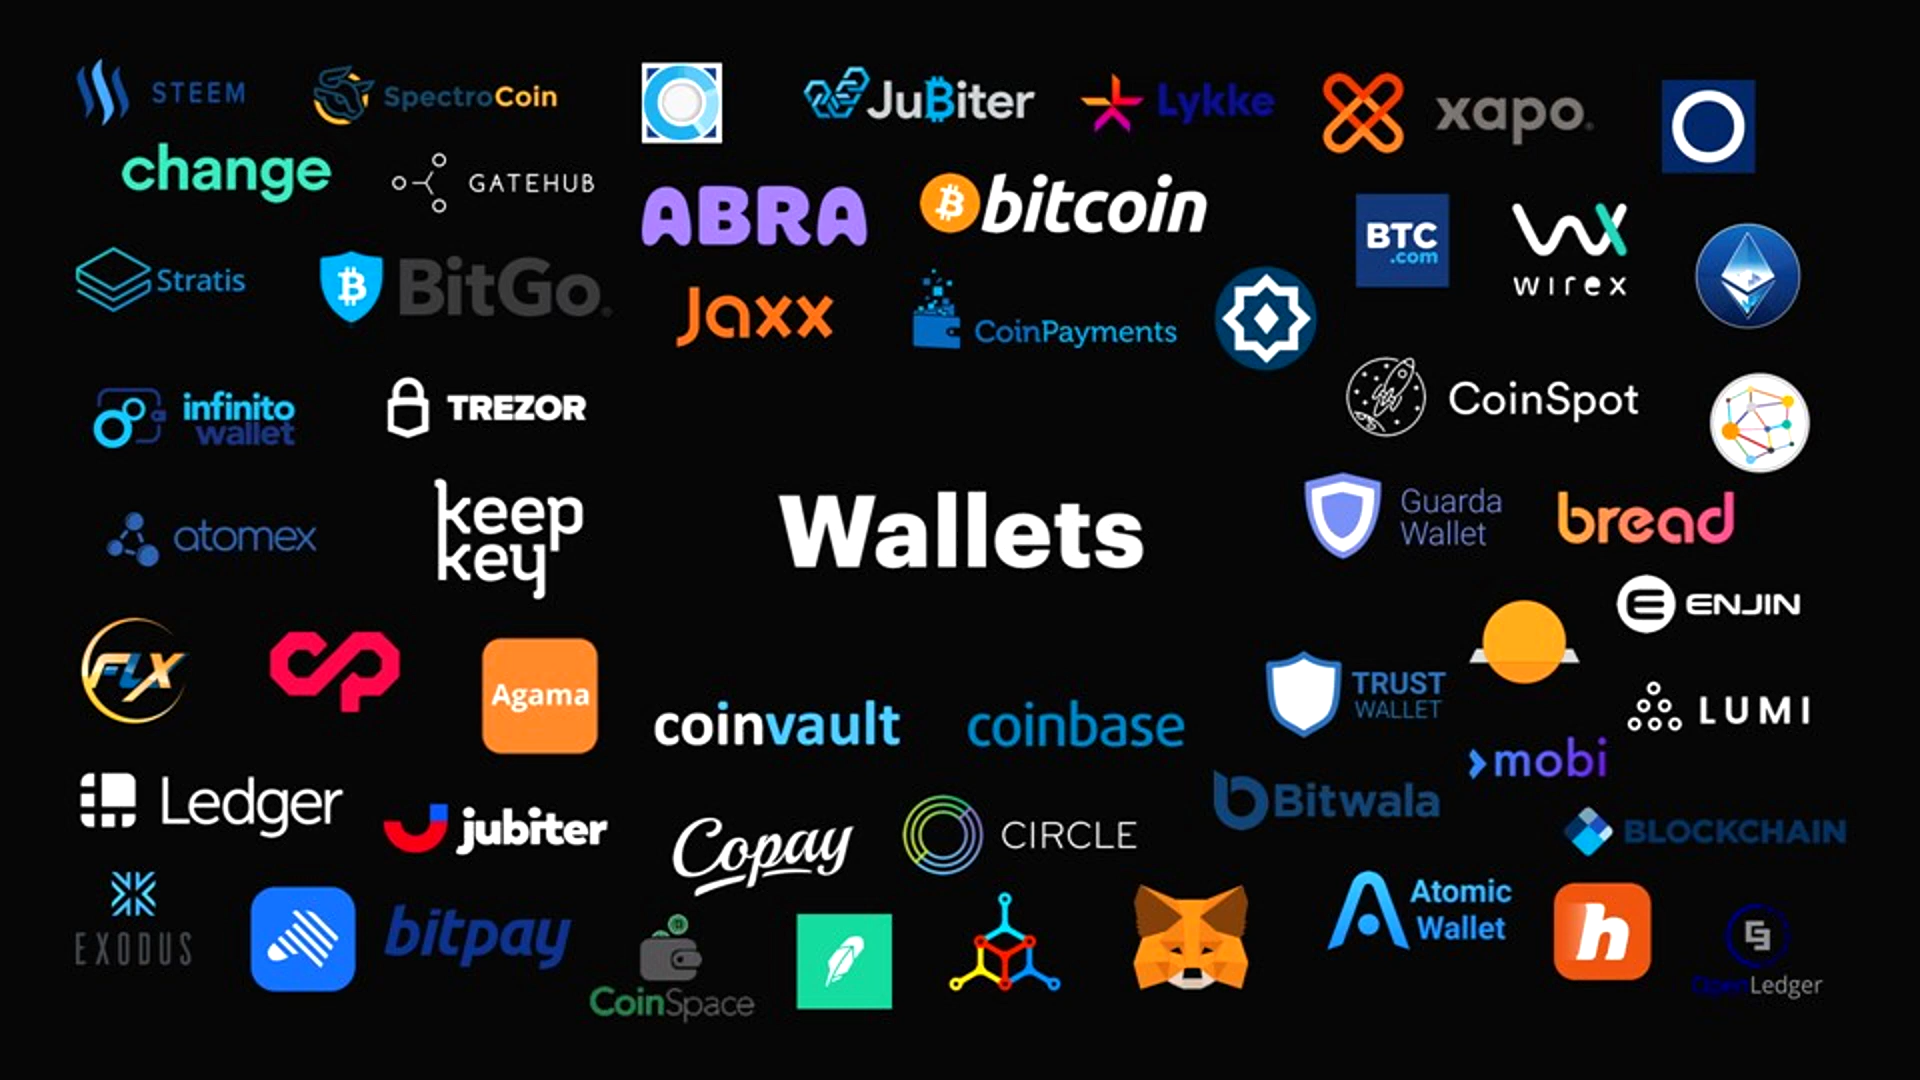 STEEM
SpectroCoin
JuBiter
Lykke
xapo
change
GATEHUB
ABRA
bitcoin
BTC
.com
wirex
Stratis
BitGo
Jaxx
CoinPayments
infinito
wallet
TREZOR
CoinSpot
keep
key
atomex
Wallets
Guarda
Wallet
bread
ENJIN
FLX
Agama
coinvault
coinbase
TRUST
WALLET
LUMI
mobi
Ledger
jubiter
Copay
CIRCLE
Bitwala
BLOCKCHAIN
EXODUS
bitpay
CoinSpace
Atomic
Wallet
h
OpenLedger